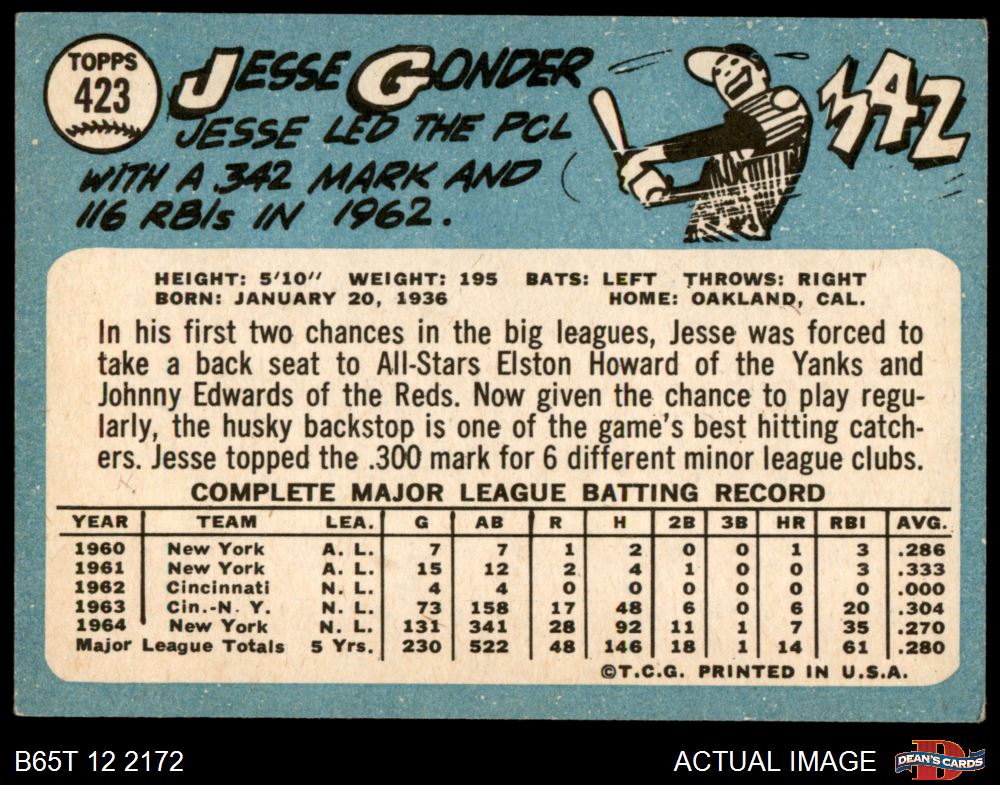 TOPPS
423
JESSE GONDER
JESSE LED THE PCL
WITH A .342 MARK AND
116 RBIs IN 1962.
342
HEIGHT: 5'10" WEIGHT: 195 BATS: LEFT THROWS: RIGHT
BORN: JANUARY 20, 1936 HOME: OAKLAND, CAL.
In his first two chances in the big leagues, Jesse was forced to
take a back seat to All-Stars Elston Howard of the Yanks and
Johnny Edwards of the Reds. Now given the chance to play regu-
larly, the husky backstop is one of the game's best hitting catch-
ers. Jesse topped the .300 mark for 6 different minor league clubs.
COMPLETE MAJOR LEAGUE BATTING RECORD
YEAR TEAM LEA. G AB R H 2B 3B HR RBI AVG.
1960 New York A. L. 7 7 1 2 0 0 1 3 .286
1961 New York A. L. 15 12 2 4 1 0 0 3 .333
1962 Cincinnati N. L. 4 4 0 0 0 0 0 0 .000
1963 Cin.-N. Y. N. L. 73 158 17 48 6 0 6 20 .304
1964 New York N. L. 131 341 28 92 11 1 7 35 .270
Major League Totals 5 Yrs. 230 522 48 146 18 1 14 61 .280
©T.C.G. PRINTED IN U.S.A.
B65T 12 2172 ACTUAL IMAGE DEAN'S CARDS